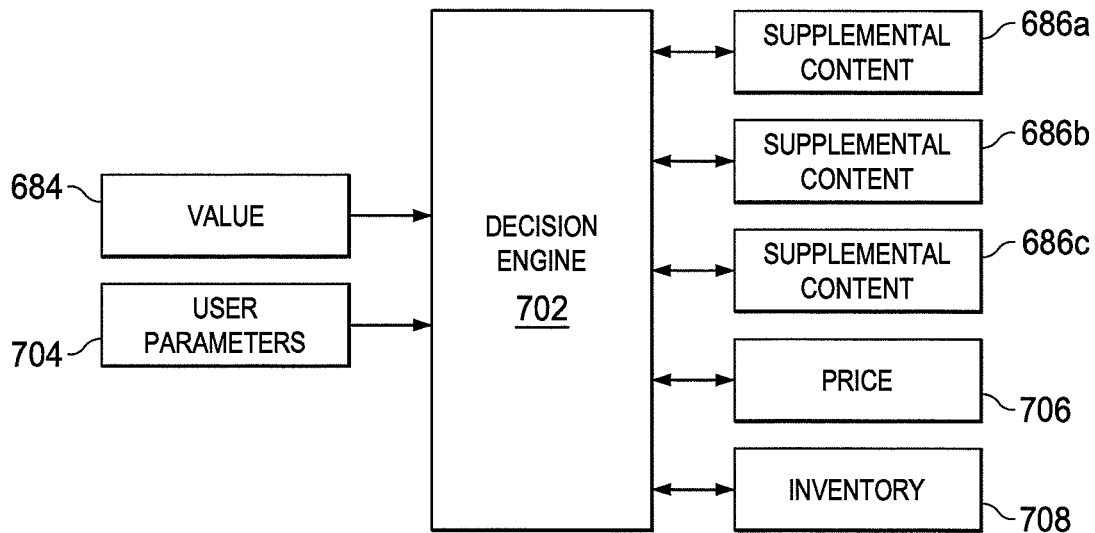 684
VALUE
704
USER
PARAMETERS
DECISION
ENGINE
702
SUPPLEMENTAL
CONTENT
686a
SUPPLEMENTAL
CONTENT
686b
SUPPLEMENTAL
CONTENT
686c
PRICE
706
INVENTORY
708